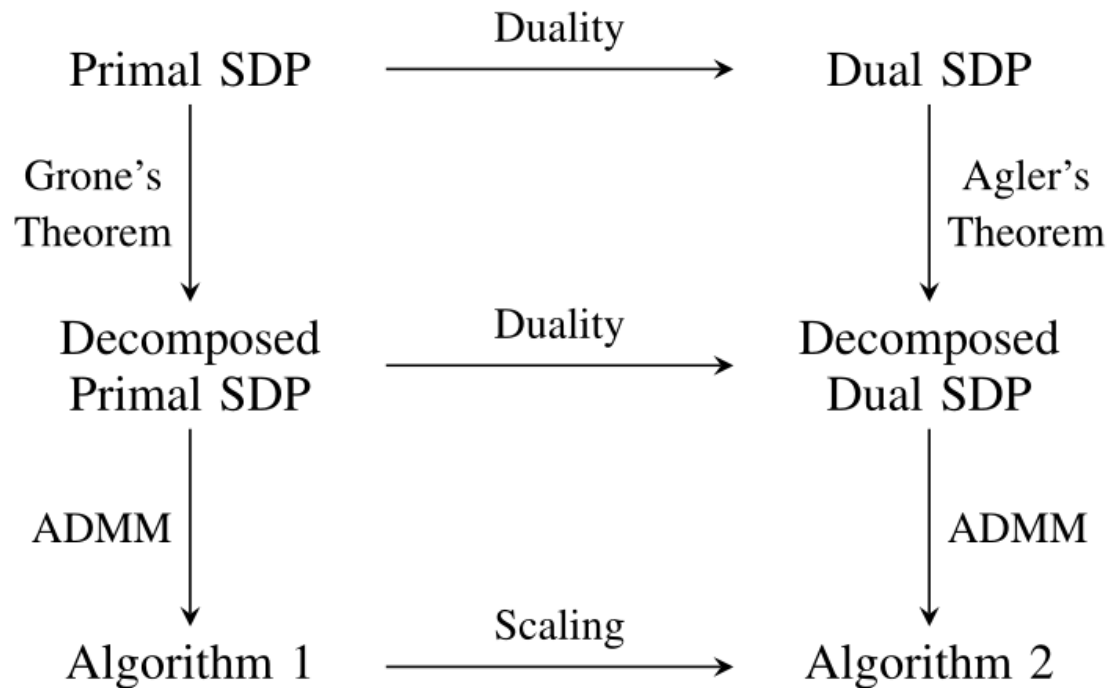 Duality
Primal SDP
Dual SDP
Grone's
Theorem
Agler's
Theorem
Decomposed
Primal SDP
Duality
Decomposed
Dual SDP
ADMM
ADMM
Scaling
Algorithm 1
Algorithm 2